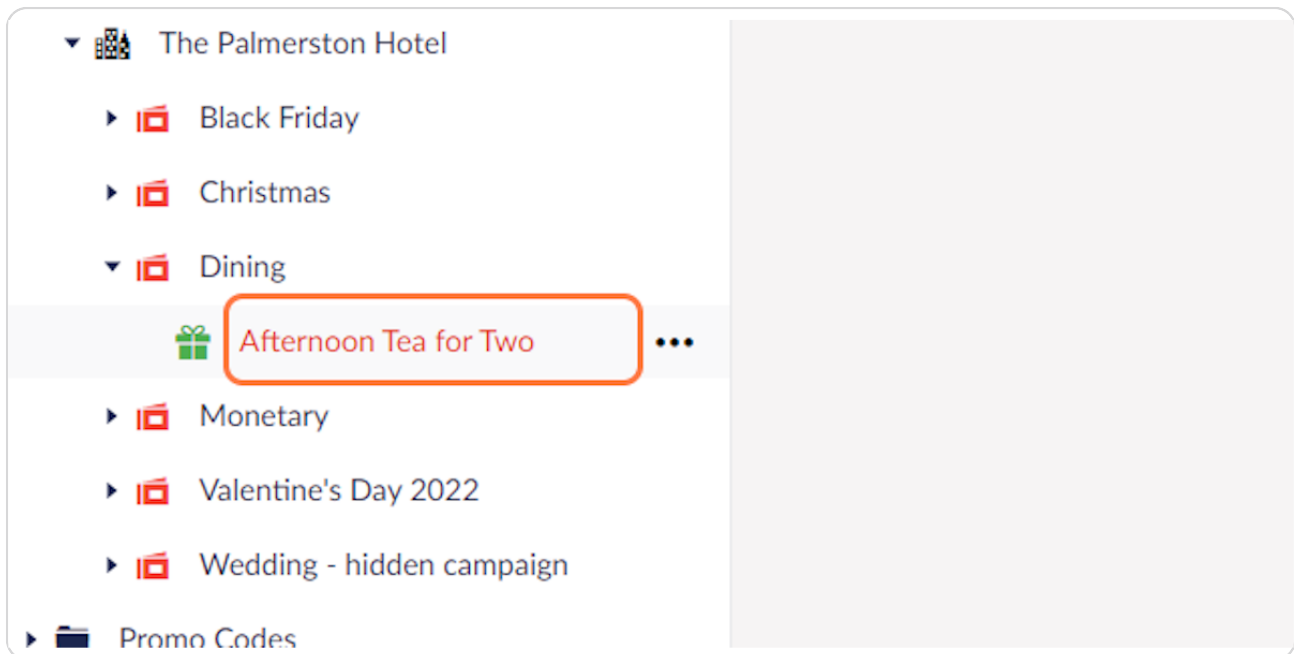 The Palmerston Hotel
Black Friday
Christmas
Dining
Afternoon Tea for Two
Monetary
Valentine's Day 2022
Wedding - hidden campaign
Promo Codes